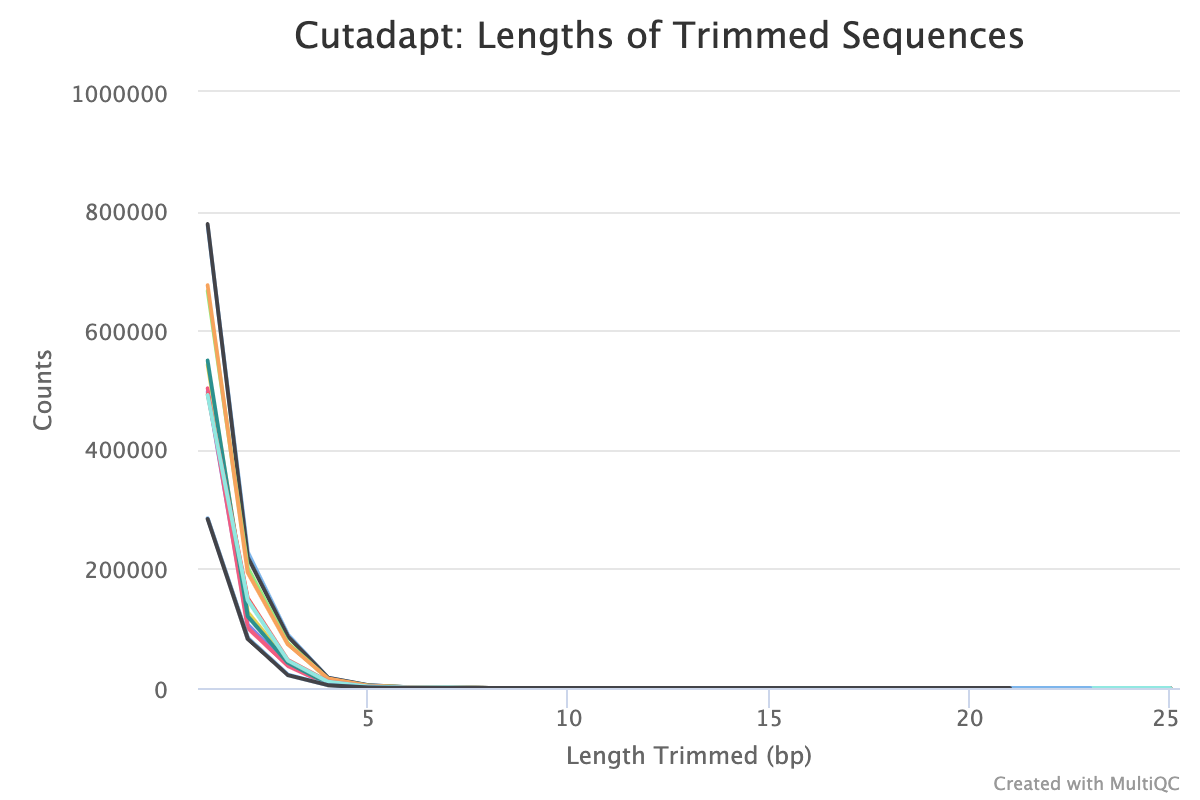 Cutadapt: Lengths of Trimmed Sequences
1000000
800000
600000
400000
200000
0
Counts
5
10
15
20
25
Length Trimmed (bp)
Created with MultiQC